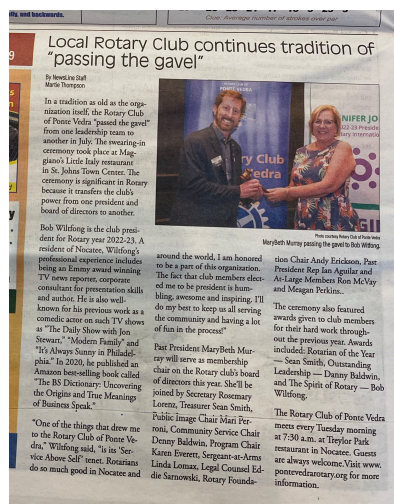 ily, and backwards.
Clue: Average number of strokes over par
Local Rotary Club continues tradition of
"passing the gavel"
By NewsLine Staff
Martie Thompson
In a tradition as old as the orga-
nization itself, the Rotary Club
of Ponte Vedra "passed the gavel"
from one leadership team to
another in July. The swearing-in
ceremony took place at Mag-
giano's Little Italy restaurant
in St. Johns Town Center. The
ceremony is significant in Rotary
because it transfers the club's
power from one president and
board of directors to another.
Bob Wiltfong is the club presi-
dent for Rotary year 2022-23. A
resident of Nocatee, Wiltfong's
professional experience includes
being an Emmy award winning
TV news reporter, corporate
consultant for presentation skills
and author. He is also well-
known for his previous work as a
comedic actor on such TV shows
as "The Daily Show with Jon
Stewart," "Modern Family" and
"It's Always Sunny in Philadel-
phia." In 2020, he published an
Amazon best-selling book called
"The BS Dictionary: Uncovering
the Origins and True Meanings
of Business Speak."
"One of the things that drew me
to the Rotary Club of Ponte Ve-
dra," Wiltfong said, "is its 'Ser-
vice Above Self' tenet. Rotarians
do so much good in Nocatee and
PONTE VEDRA
ry Club
Vedra
NIFER JO
022-23 Preside
tary Internatio
Photo courtesy Rotary Club of Ponte Vedra
MaryBeth Murray passing the gavel to Bob Wiltfong.
around the world, I am honored
to be a part of this organization.
The fact that club members elect-
ed me to be president is hum-
bling, awesome and inspiring. I'll
do my best to keep us all serving
the community and having a lot
of fun in the process!"
Past President MaryBeth Mur-
ray will serve as membership
chair on the Rotary club's board
of directors this year. She'll be
joined by Secretary Rosemary
Lorenz, Treasurer Sean Smith,
Public Image Chair Mari Per-
roni, Community Service Chair
Denny Baldwin, Program Chair
Karen Everett, Sergeant-at-Arms
Linda Lomax, Legal Counsel Ed-
die Sarnowski, Rotary Founda-
tion Chair Andy Erickson, Past
President Rep Ian Aguilar and
At-Large Members Ron McVay
and Meagan Perkins..
The ceremony also featured
awards given to club members
for their hard work through-
out the previous year. Awards
included: Rotarian of the Year
— Sean Smith, Outstanding
Leadership — Danny Baldwin,
and The Spirit of Rotary — Bob
Wiltfong.
The Rotary Club of Ponte Vedra
meets every Tuesday morning
at 7:30 a.m. at Treylor Park
restaurant in Nocatee. Guests
are always welcome.Visit www.
pontevedrarotary.org for more
information.